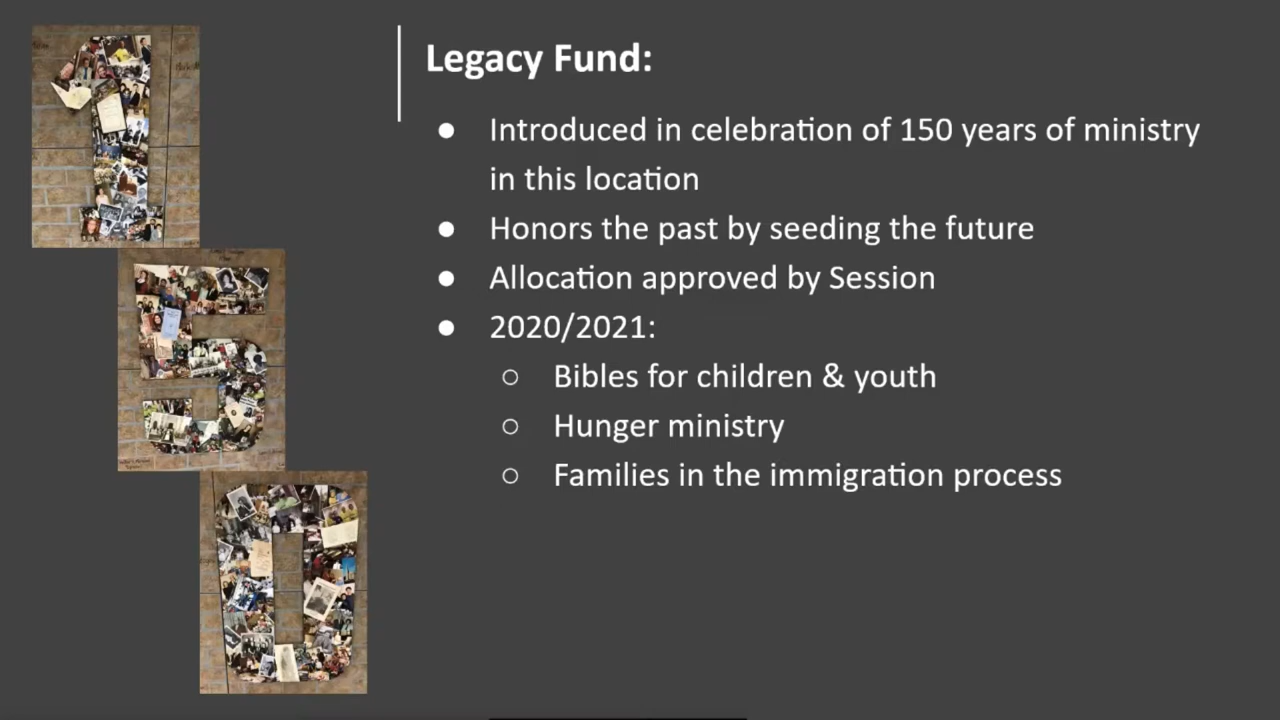 Legacy Fund:
● Introduced in celebration of 150 years of ministry
in this location
● Honors the past by seeding the future
● Allocation approved by Session
● 2020/2021:
○ Bibles for children & youth
○ Hunger ministry
○ Families in the immigration process